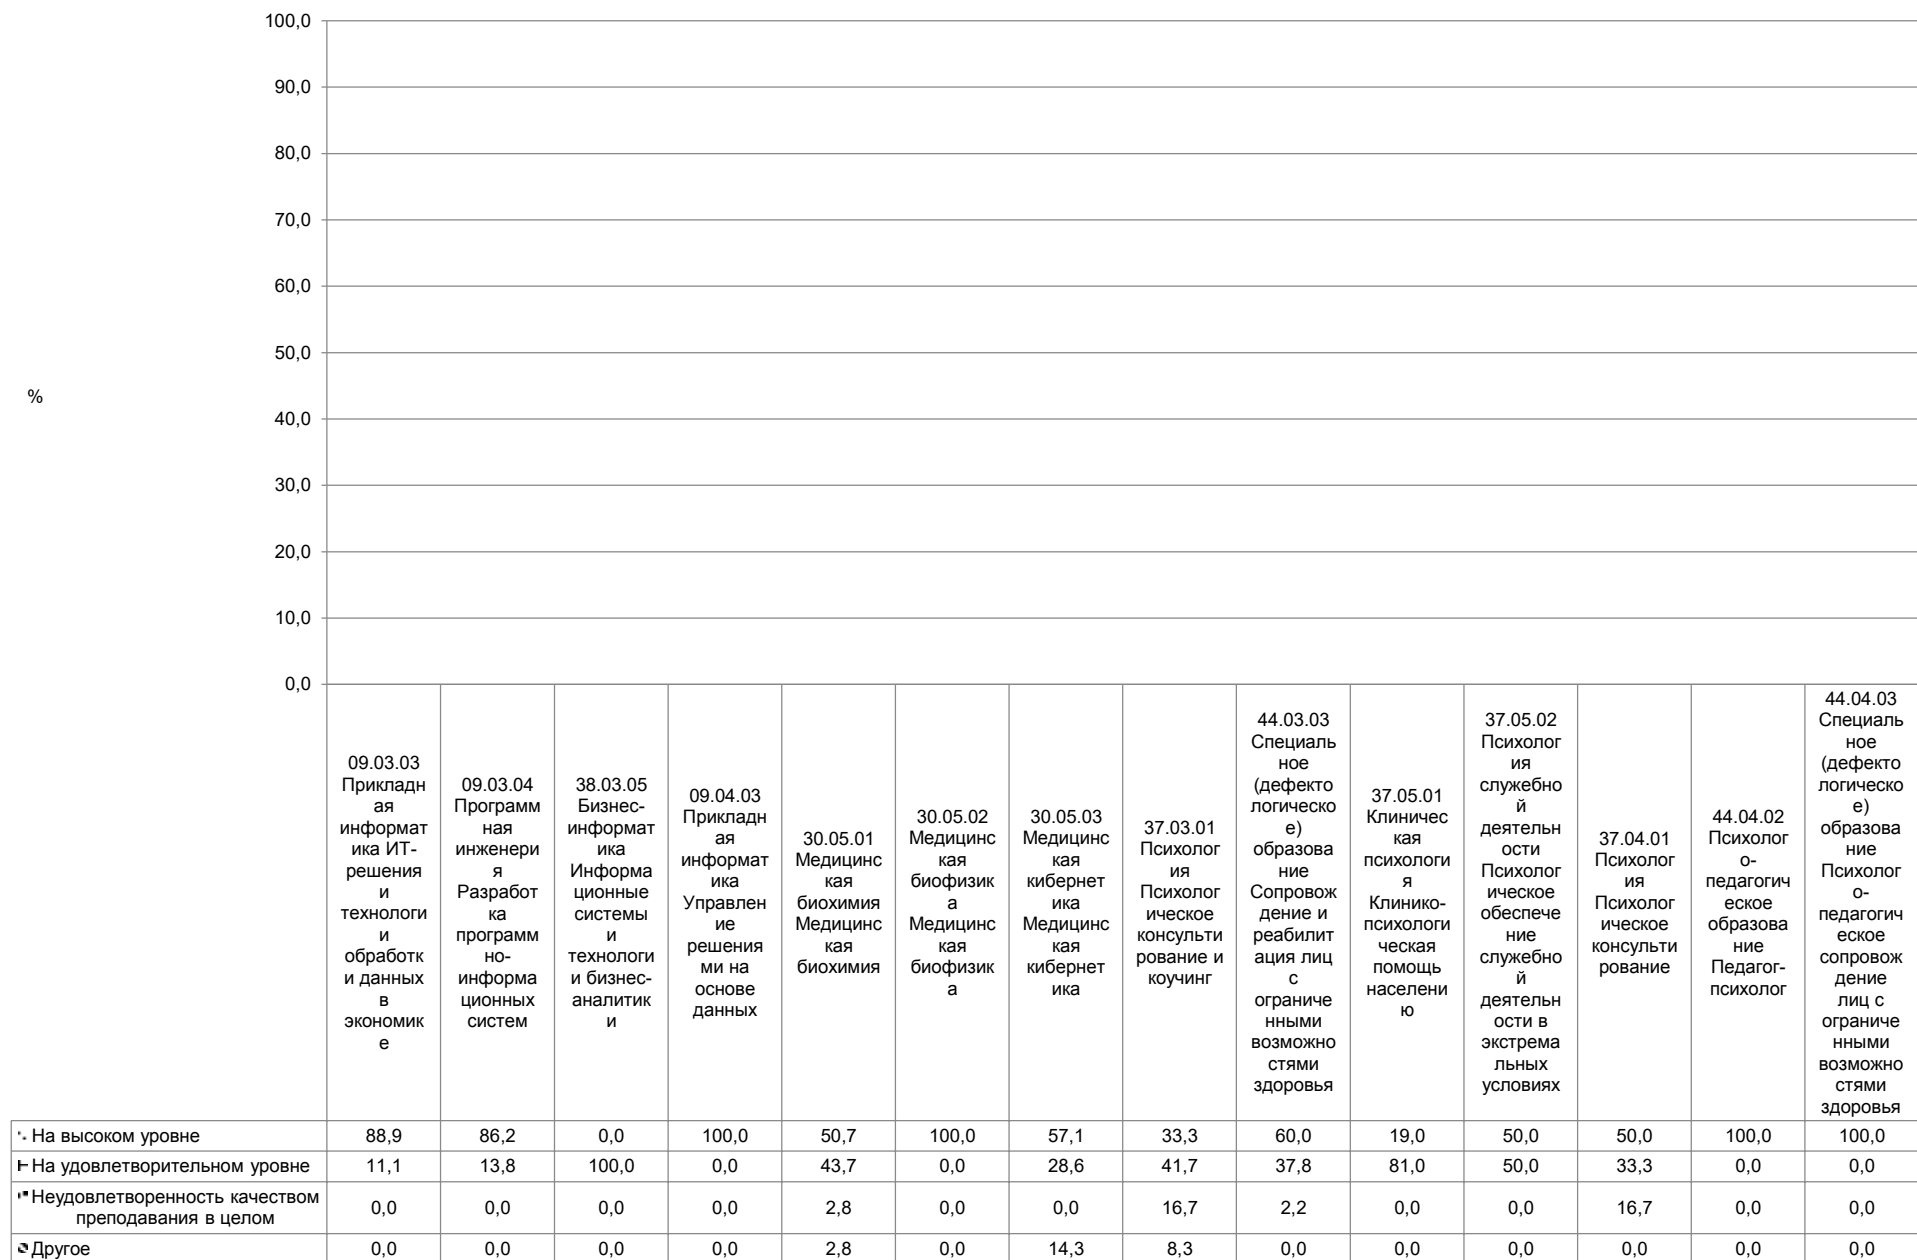 100,0
90,0
80,0
70,0
60,0
50,0
%
40,0
30,0
20,0
10,0
0,0
09.03.03
Прикладн
ая
информат
ика ИТ-
решения
и
технологи
и
обработк
и данных
в
экономик
е
09.03.04
Программ
ная
инженери
я
Разработ
ка
программ
но-
информа
ционных
систем
38.03.05
Бизнес-
информат
ика
Информа
ционные
системы
и
технологи
и бизнес-
аналитик
и
09.04.03
Прикладн
ая
информат
ика
Управлен
ие
решения
ми на
основе
данных
30.05.01
Медицинс
кая
биохимия
Медицинс
кая
биохимия
30.05.02
Медицинс
кая
биофизик
а
Медицинс
кая
биофизик
а
30.05.03
Медицинс
кая
кибернет
ика
Медицинс
кая
кибернет
ика
37.03.01
Психолог
ия
Психолог
ическое
консульти
рование и
коучинг
44.03.03
Специаль
ное
(дефекто
логическо
е)
образова
ние
Сопровож
дение и
реабилит
ация лиц
с
ограниче
нными
возможно
стями
здоровья
37.05.01
Клиничес
кая
психологи
я
Клинико-
психологи
ческая
помощь
населени
ю
37.05.02
Психолог
ия
служебно
й
деятельн
ости
Психолог
ическое
обеспече
ние
служебно
й
деятельн
ости в
экстрема
льных
условиях
37.04.01
Психолог
ия
Психолог
ическое
консульти
рование
44.04.02
Психолог
о-
педагогич
еское
образова
ние
Педагог-
психолог
44.04.03
Специаль
ное
(дефекто
логическо
е)
образова
ние
Психолог
о-
педагогич
еское
сопровож
дение
лиц с
ограниче
нными
возможно
стями
здоровья
На высоком уровне 88,9 86,2 0,0 100,0 50,7 100,0 57,1 33,3 60,0 19,0 50,0 50,0 100,0 100,0
На удовлетворительном уровне 11,1 13,8 100,0 0,0 43,7 0,0 28,6 41,7 37,8 81,0 50,0 33,3 0,0 0,0
Неудовлетворенность качеством
преподавания в целом 0,0 0,0 0,0 0,0 2,8 0,0 0,0 16,7 2,2 0,0 0,0 16,7 0,0 0,0
Другое 0,0 0,0 0,0 0,0 2,8 0,0 14,3 8,3 0,0 0,0 0,0 0,0 0,0 0,0